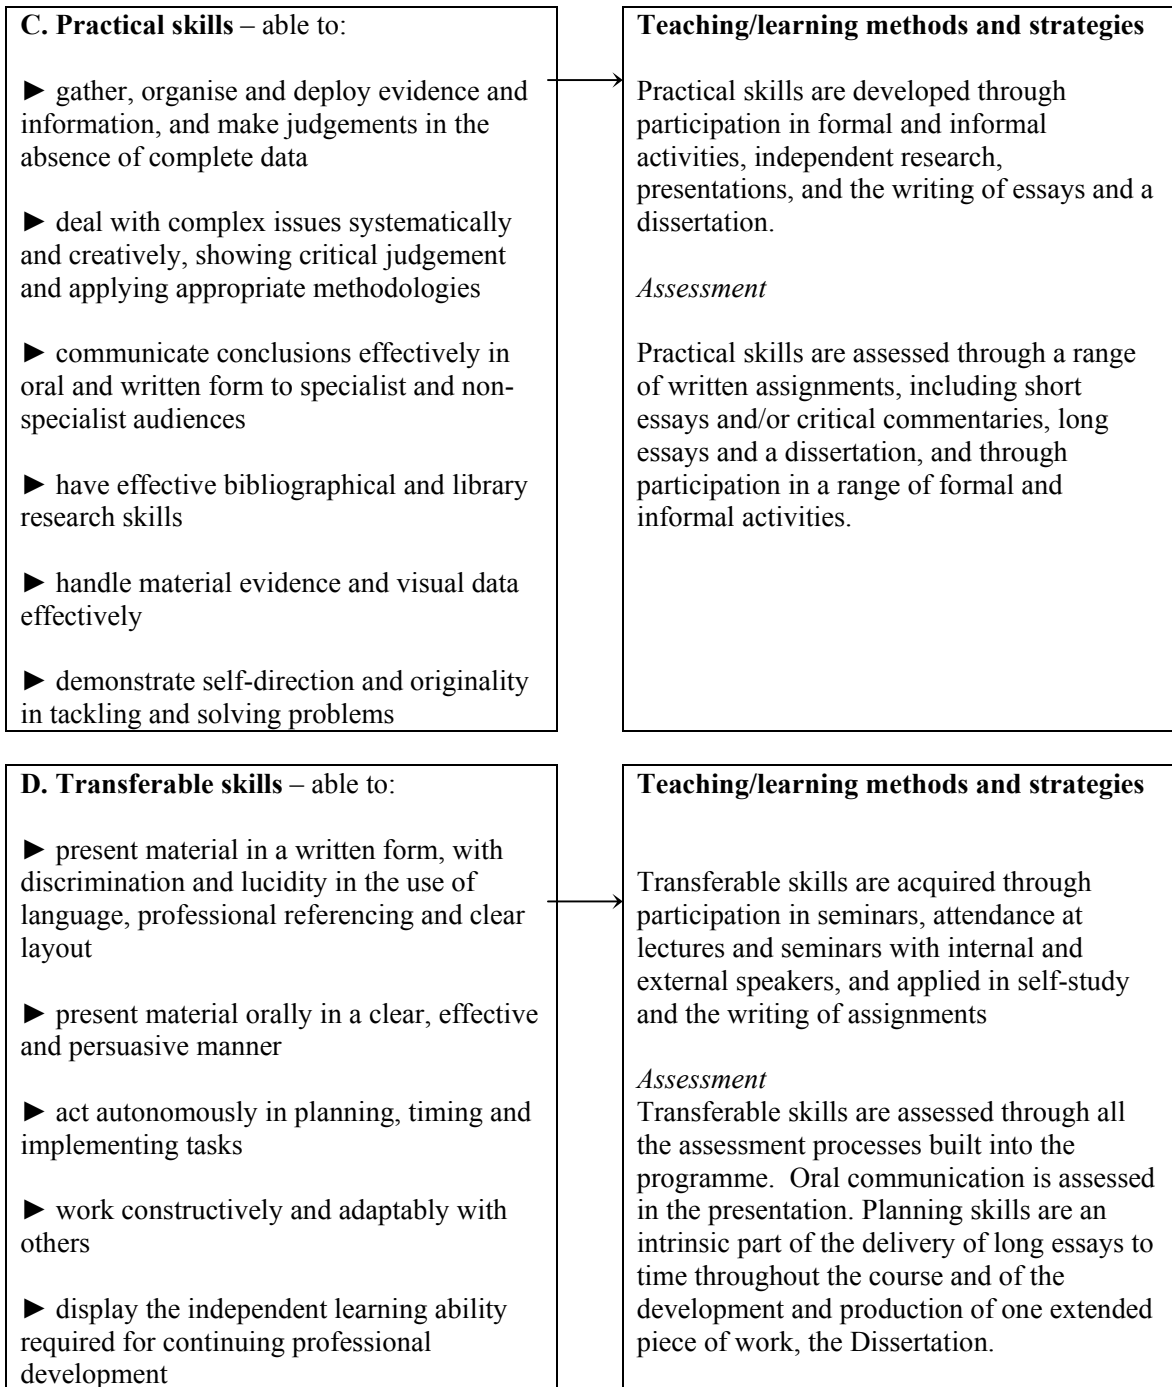 C. Practical skills – able to:
► gather, organise and deploy evidence and
information, and make judgements in the
absence of complete data
► deal with complex issues systematically
and creatively, showing critical judgement
and applying appropriate methodologies
► communicate conclusions effectively in
oral and written form to specialist and non-
specialist audiences
► have effective bibliographical and library
research skills
► handle material evidence and visual data
effectively
► demonstrate self-direction and originality
in tackling and solving problems
Teaching/learning methods and strategies
Practical skills are developed through
participation in formal and informal
activities, independent research,
presentations, and the writing of essays and a
dissertation.
Assessment
Practical skills are assessed through a range
of written assignments, including short
essays and/or critical commentaries, long
essays and a dissertation, and through
participation in a range of formal and
informal activities.
D. Transferable skills – able to:
► present material in a written form, with
discrimination and lucidity in the use of
language, professional referencing and clear
layout
► present material orally in a clear, effective
and persuasive manner
► act autonomously in planning, timing and
implementing tasks
► work constructively and adaptably with
others
► display the independent learning ability
required for continuing professional
development
Teaching/learning methods and strategies
Transferable skills are acquired through
participation in seminars, attendance at
lectures and seminars with internal and
external speakers, and applied in self-study
and the writing of assignments
Assessment
Transferable skills are assessed through all
the assessment processes built into the
programme.  Oral communication is assessed
in the presentation. Planning skills are an
intrinsic part of the delivery of long essays to
time throughout the course and of the
development and production of one extended
piece of work, the Dissertation.